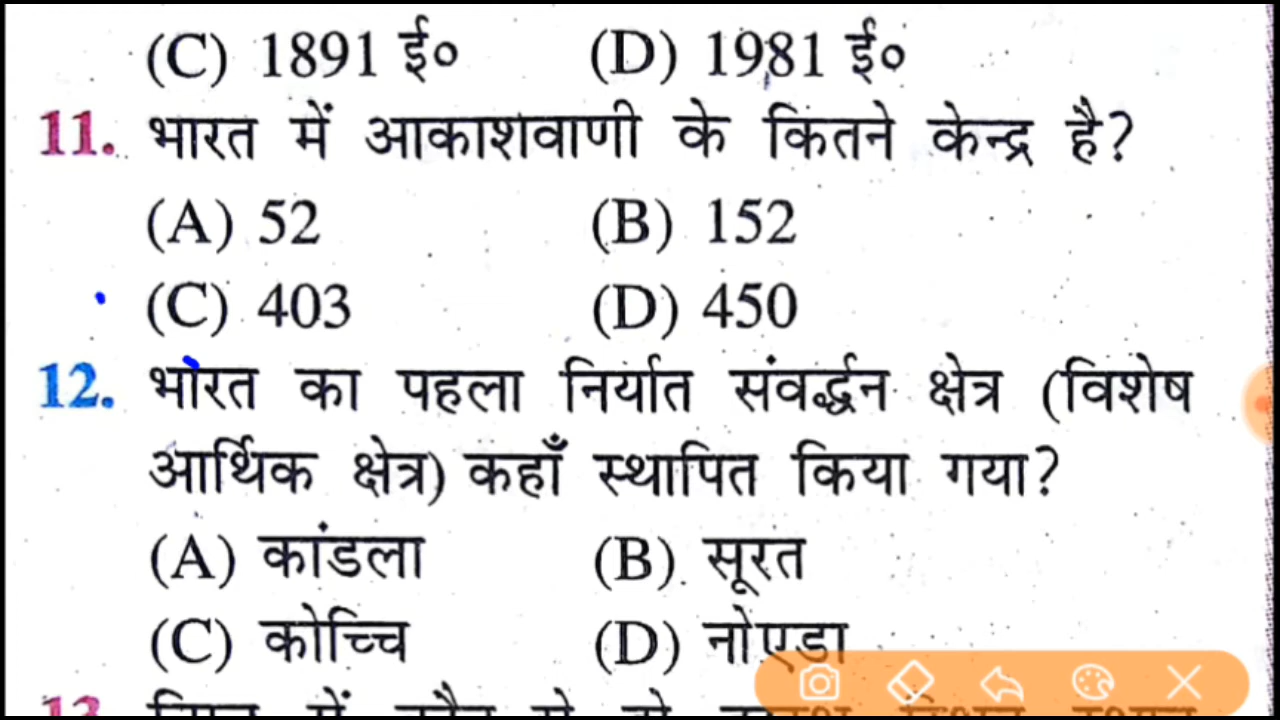 (C) 1891 ई० (D) 1981 ई०
11. भारत में आकाशवाणी के कितने केन्द्र है?
(A) 52 (B) 152
(C) 403 (D) 450
12. भारत का पहला निर्यात संवर्द्धन क्षेत्र (विशेष
आर्थिक क्षेत्र) कहाँ स्थापित किया गया?
(A) कांडला (B) सूरत
(C) कोच्चि (D) नोएडा
13. में